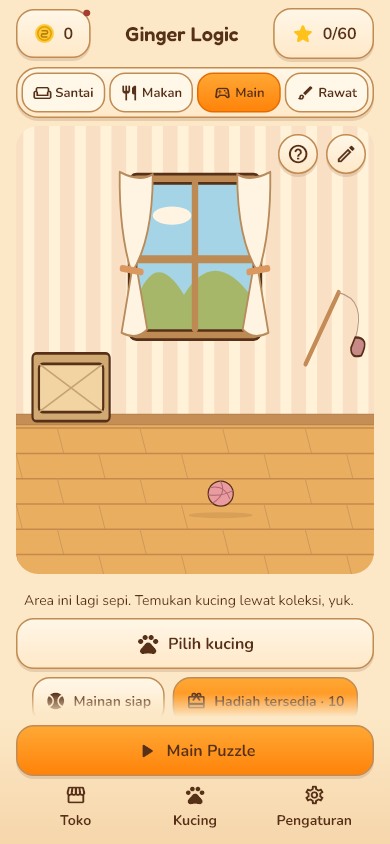 0
Ginger Logic
0/60
Santai
Makan
Main
Rawat
Area ini lagi sepi. Temukan kucing lewat koleksi, yuk.
Pilih kucing
Mainan siap
Hadiah tersedia · 10
Main Puzzle
Toko
Kucing
Pengaturan